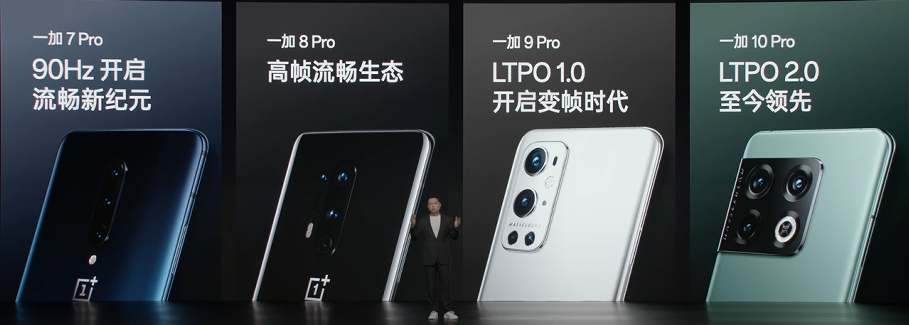 一加 7 Pro
90Hz 开启
流畅新纪元
一加 8 Pro
高帧流畅生态
一加 9 Pro
LTPO 1.0
开启变帧时代
一加 10 Pro
LTPO 2.0
至今领先
HASSELBLAD